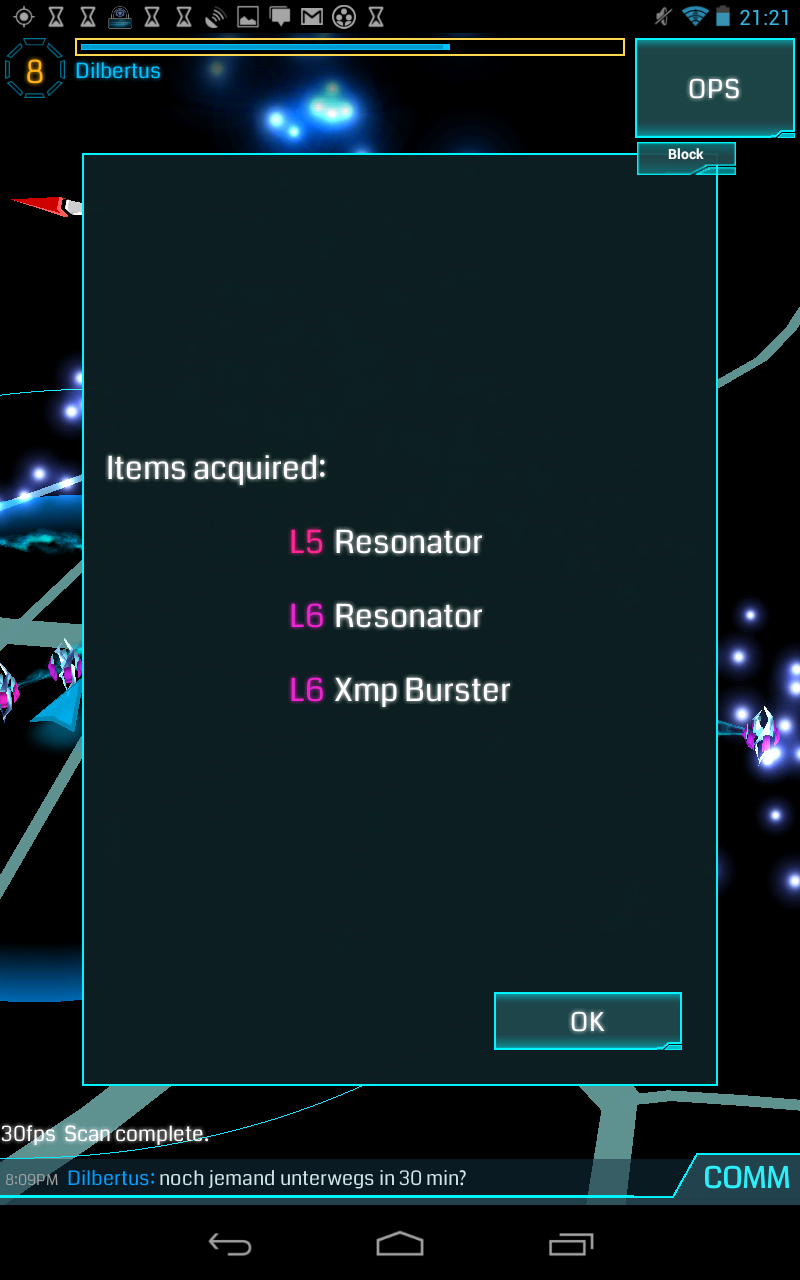 21:21
8
Dilbertus
OPS
Block
Items acquired:
L5 Resonator
L6 Resonator
L6 Xmp Burster
OK
30fps Scan complete.
8:09PM Dilbertus: noch jemand unterwegs in 30 min?
COMM